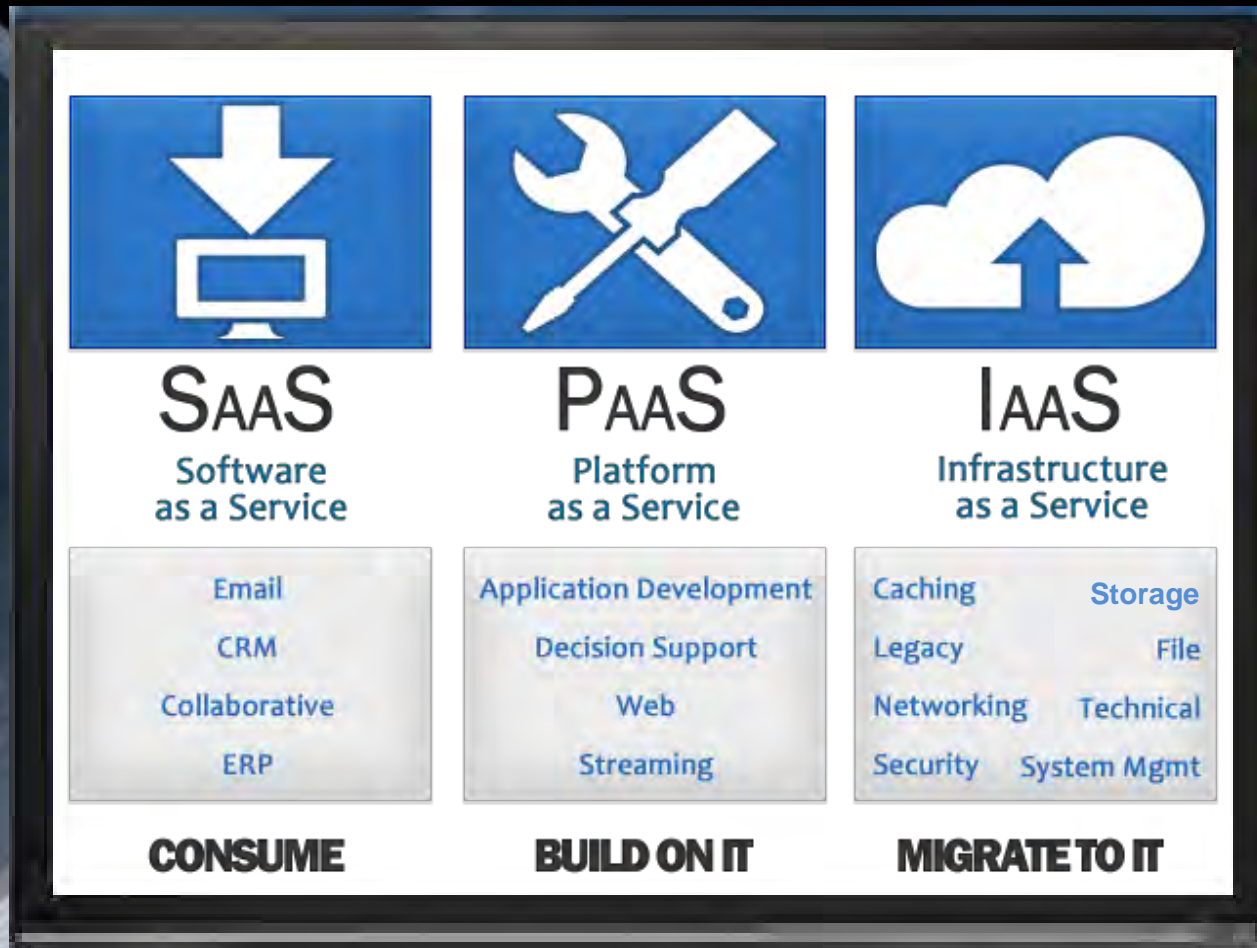 SaaS
Software
as a Service
Email
CRM
Collaborative
ERP
CONSUME
PaaS
Platform
as a Service
Application Development
Decision Support
Web
Streaming
BUILD ON IT
IaaS
Infrastructure
as a Service
Caching Storage
Legacy File
Networking Technical
Security System Mgmt
MIGRATE TO IT